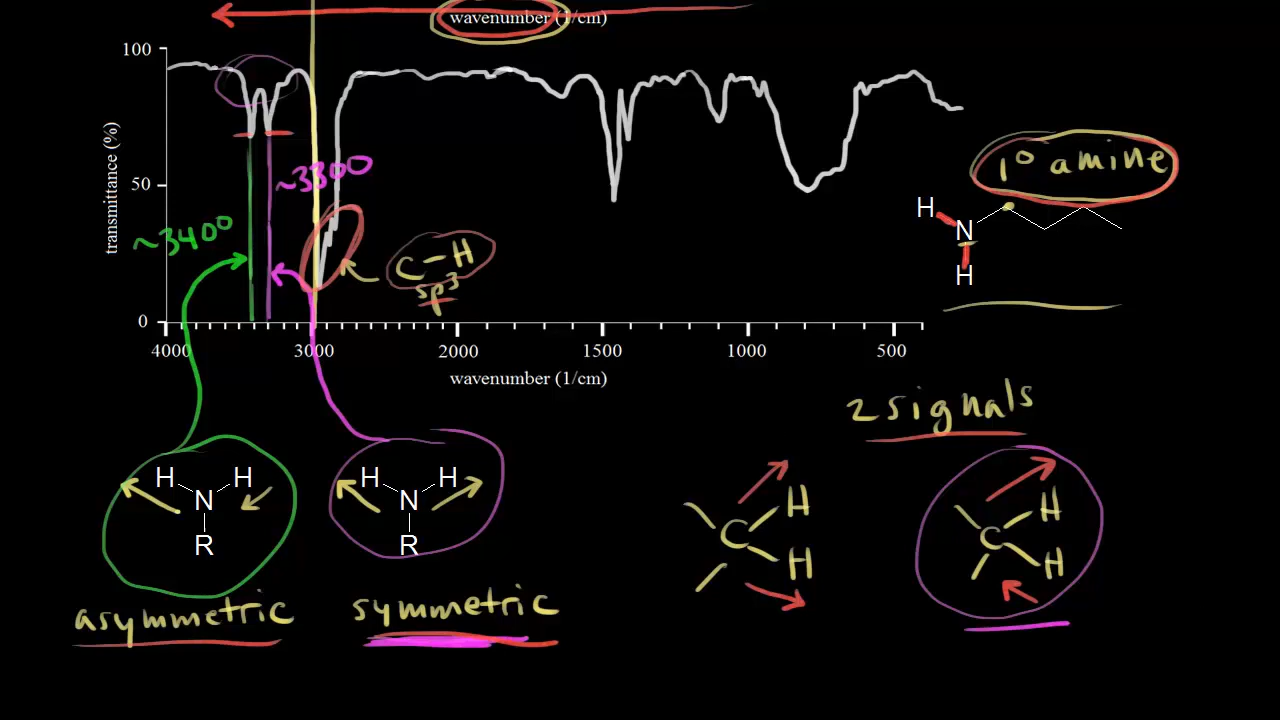 wavenumber (1/cm)
100
50
0
transmittance (%)
~3400
~3300
C-H
sp³
4000
3000
2000
1500
1000
500
wavenumber (1/cm)
1° amine
H
N
H
2 signals
H H
N
R
asymmetric
H H
N
R
symmetric
H
C
H
H
C
H